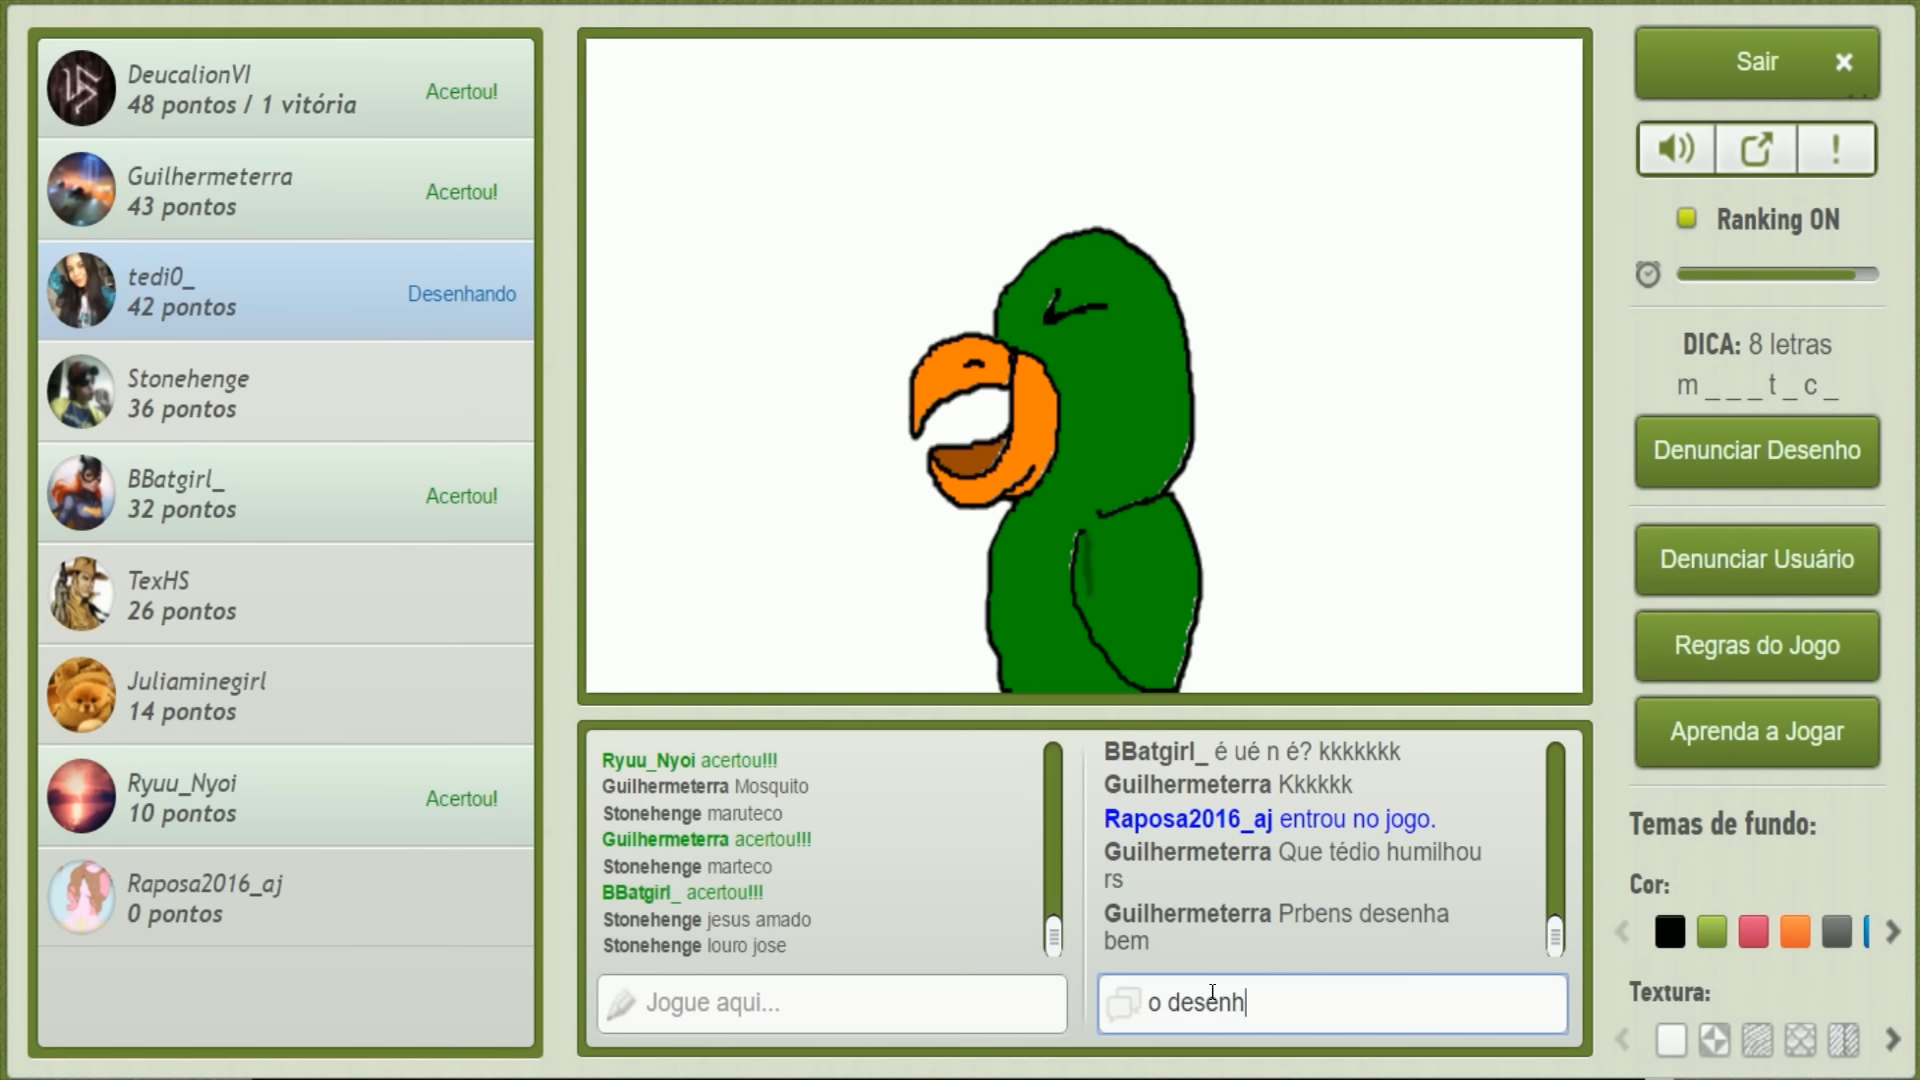 DeucalionVI
48 pontos / 1 vitória
Acertou!
Guilhermeterra
43 pontos
Acertou!
tedi0_
42 pontos
Desenhando
Stonehenge
36 pontos
BBatgirl_
32 pontos
Acertou!
TexHS
26 pontos
Juliaminegirl
14 pontos
Ryuu_Nyoi
10 pontos
Acertou!
Raposa2016_aj
0 pontos
Ryuu_Nyoi acertou!!!
Guilhermeterra Mosquito
Stonehenge maruteco
Guilhermeterra acertou!!!
Stonehenge marteco
BBatgirl_ acertou!!!
Stonehenge jesus amado
Stonehenge louro jose
Jogue aqui...
BBatgirl_ é ué n é? kkkkkkk
Guilhermeterra Kkkkkk
Raposa2016_aj entrou no jogo.
Guilhermeterra Que tédio humilhou
rs
Guilhermeterra Prbens desenha
bem
o desenh
Sair
!
Ranking ON
DICA: 8 letras
m _ _ _ t _ c _
Denunciar Desenho
Denunciar Usuário
Regras do Jogo
Aprenda a Jogar
Temas de fundo:
Cor:
Textura: